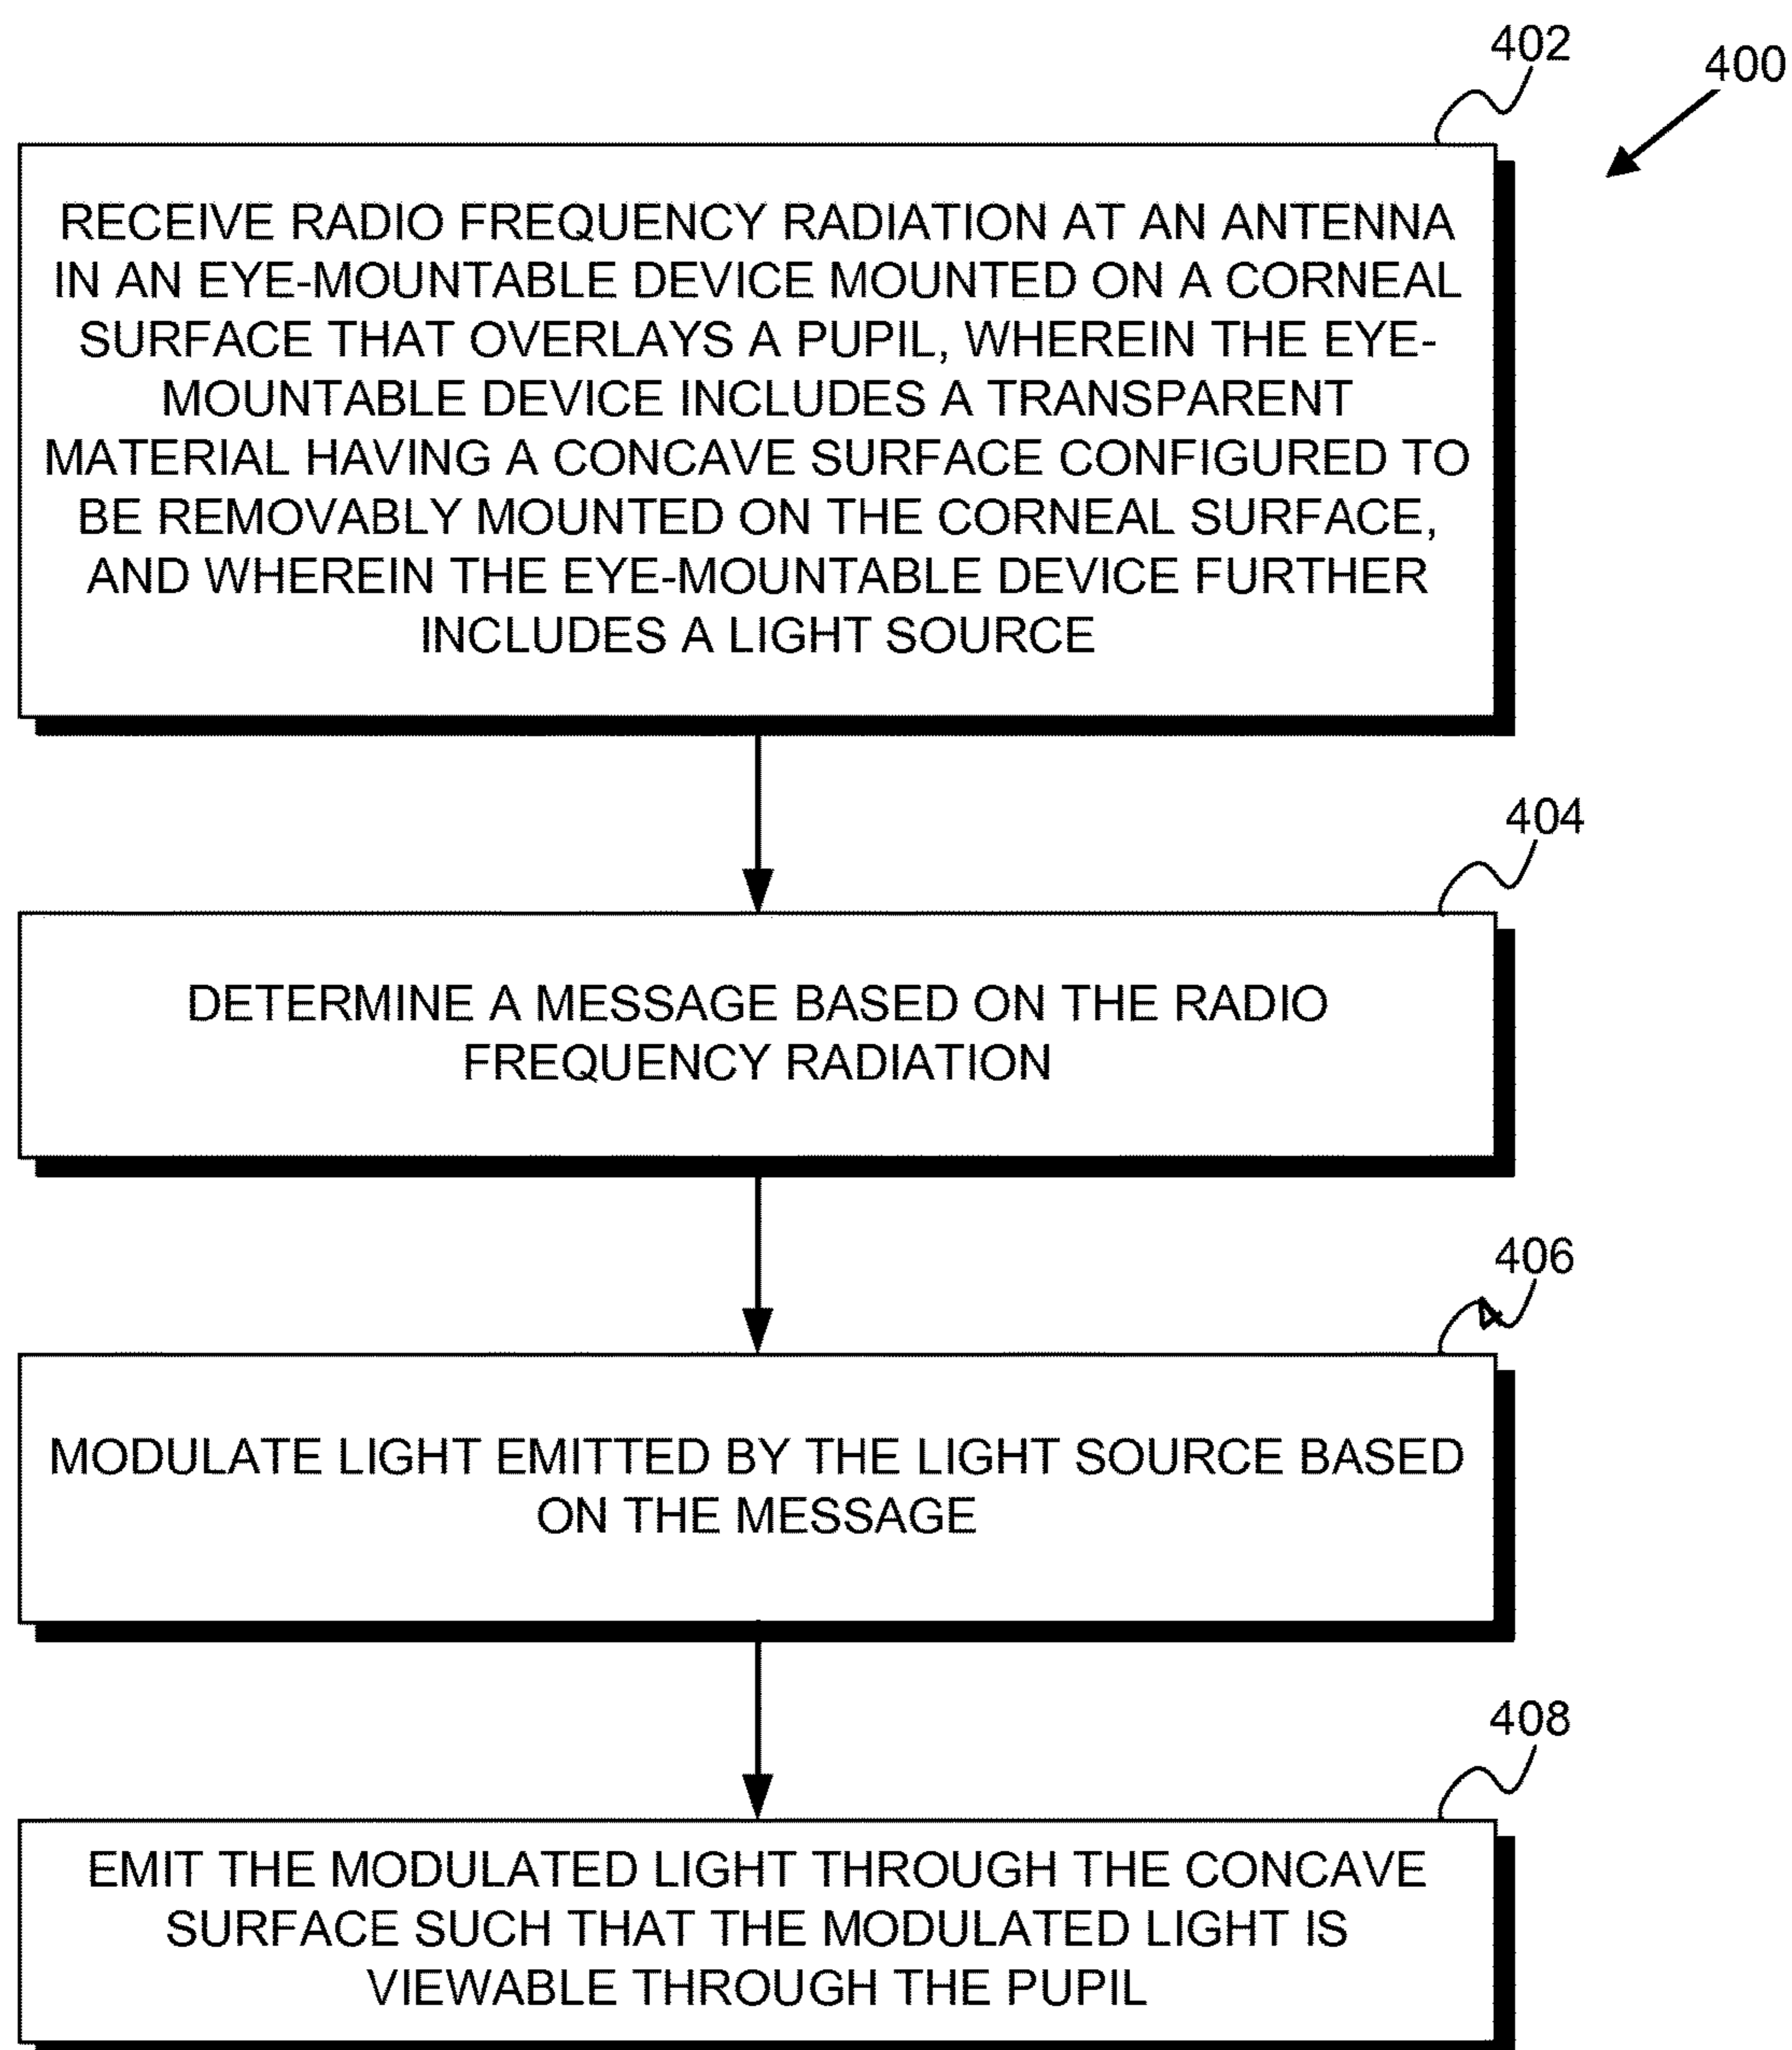 402
400
RECEIVE RADIO FREQUENCY RADIATION AT AN ANTENNA
IN AN EYE-MOUNTABLE DEVICE MOUNTED ON A CORNEAL
SURFACE THAT OVERLAYS A PUPIL, WHEREIN THE EYE-
MOUNTABLE DEVICE INCLUDES A TRANSPARENT
MATERIAL HAVING A CONCAVE SURFACE CONFIGURED TO
BE REMOVABLY MOUNTED ON THE CORNEAL SURFACE,
AND WHEREIN THE EYE-MOUNTABLE DEVICE FURTHER
INCLUDES A LIGHT SOURCE
404
DETERMINE A MESSAGE BASED ON THE RADIO
FREQUENCY RADIATION
406
MODULATE LIGHT EMITTED BY THE LIGHT SOURCE BASED
ON THE MESSAGE
408
EMIT THE MODULATED LIGHT THROUGH THE CONCAVE
SURFACE SUCH THAT THE MODULATED LIGHT IS
VIEWABLE THROUGH THE PUPIL